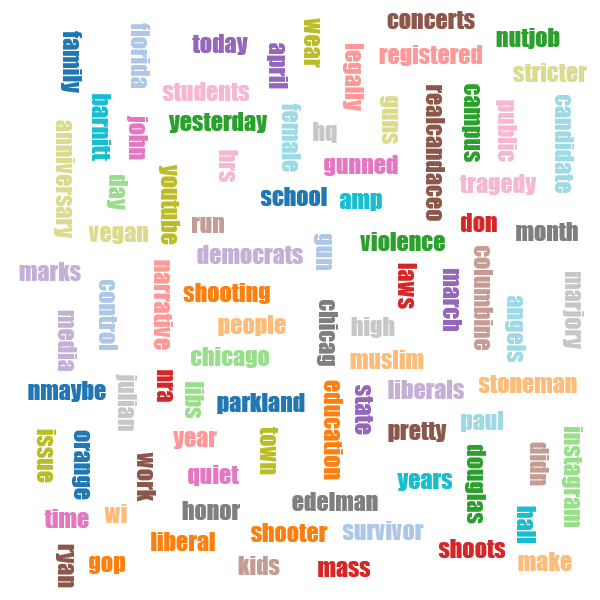 concerts
family
florida
today
april
wear
legally
registered
nutjob
stricter
students
barnitt
john
yesterday
female
hq
guns
realcandaceo
campus
public
candidate
anniversary
day
youtube
hrs
gunned
tragedy
school
amp
vegan
run
don
month
violence
democrats
gun
marks
control
narrative
shooting
laws
march
columbine
angels
marjory
media
people
chicag
high
chicago
muslim
nmaybe
julian
nra
libs
parkland
education
state
liberals
stoneman
issue
orange
year
town
pretty
paul
work
quiet
years
douglas
didn
instagram
time
wi
honor
edelman
hall
ryan
gop
liberal
shooter
survivor
shoots
kids
mass
make